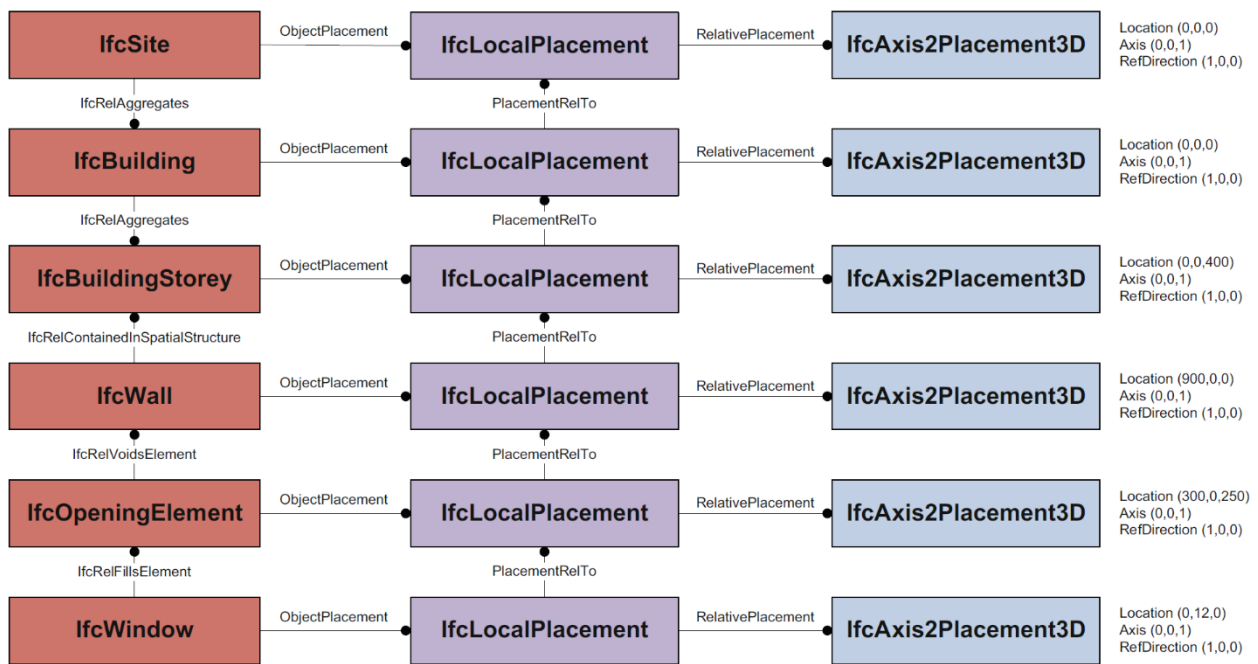 IfcSite
ObjectPlacement
IfcLocalPlacement
RelativePlacement
IfcAxis2Placement3D
Location (0,0,0)
Axis (0,0,1)
RefDirection (1,0,0)
IfcRelAggregates
PlacementRelTo
IfcBuilding
ObjectPlacement
IfcLocalPlacement
RelativePlacement
IfcAxis2Placement3D
Location (0,0,0)
Axis (0,0,1)
RefDirection (1,0,0)
IfcRelAggregates
PlacementRelTo
IfcBuildingStorey
ObjectPlacement
IfcLocalPlacement
RelativePlacement
IfcAxis2Placement3D
Location (0,0,400)
Axis (0,0,1)
RefDirection (1,0,0)
IfcRelContainedInSpatialStructure
PlacementRelTo
IfcWall
ObjectPlacement
IfcLocalPlacement
RelativePlacement
IfcAxis2Placement3D
Location (900,0,0)
Axis (0,0,1)
RefDirection (1,0,0)
IfcRelVoidsElement
PlacementRelTo
IfcOpeningElement
ObjectPlacement
IfcLocalPlacement
RelativePlacement
IfcAxis2Placement3D
Location (300,0,250)
Axis (0,0,1)
RefDirection (1,0,0)
IfcRelFillsElement
PlacementRelTo
IfcWindow
ObjectPlacement
IfcLocalPlacement
RelativePlacement
IfcAxis2Placement3D
Location (0,12,0)
Axis (0,0,1)
RefDirection (1,0,0)